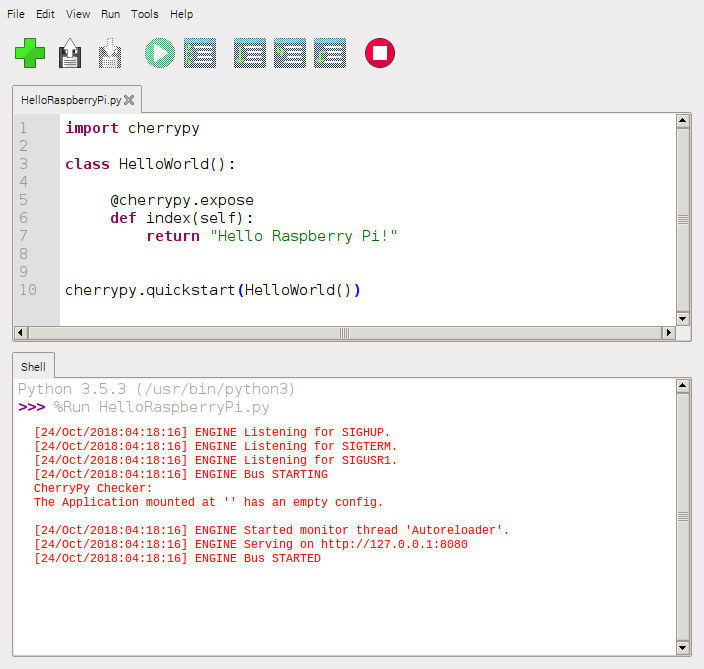 File Edit View Run Tools Help
HelloRaspberryPi.py
1 import cherrypy
2
3 class HelloWorld():
4
5     @cherrypy.expose
6     def index(self):
7         return "Hello Raspberry Pi!"
8
9
10 cherrypy.quickstart(HelloWorld())
Shell
Python 3.5.3 (/usr/bin/python3)
>>> %Run HelloRaspberryPi.py
[24/Oct/2018:04:18:16] ENGINE Listening for SIGHUP.
[24/Oct/2018:04:18:16] ENGINE Listening for SIGTERM.
[24/Oct/2018:04:18:16] ENGINE Listening for SIGUSR1.
[24/Oct/2018:04:18:16] ENGINE Bus STARTING
CherryPy Checker:
The Application mounted at '' has an empty config.
[24/Oct/2018:04:18:16] ENGINE Started monitor thread 'Autoreloader'.
[24/Oct/2018:04:18:16] ENGINE Serving on http://127.0.0.1:8080
[24/Oct/2018:04:18:16] ENGINE Bus STARTED